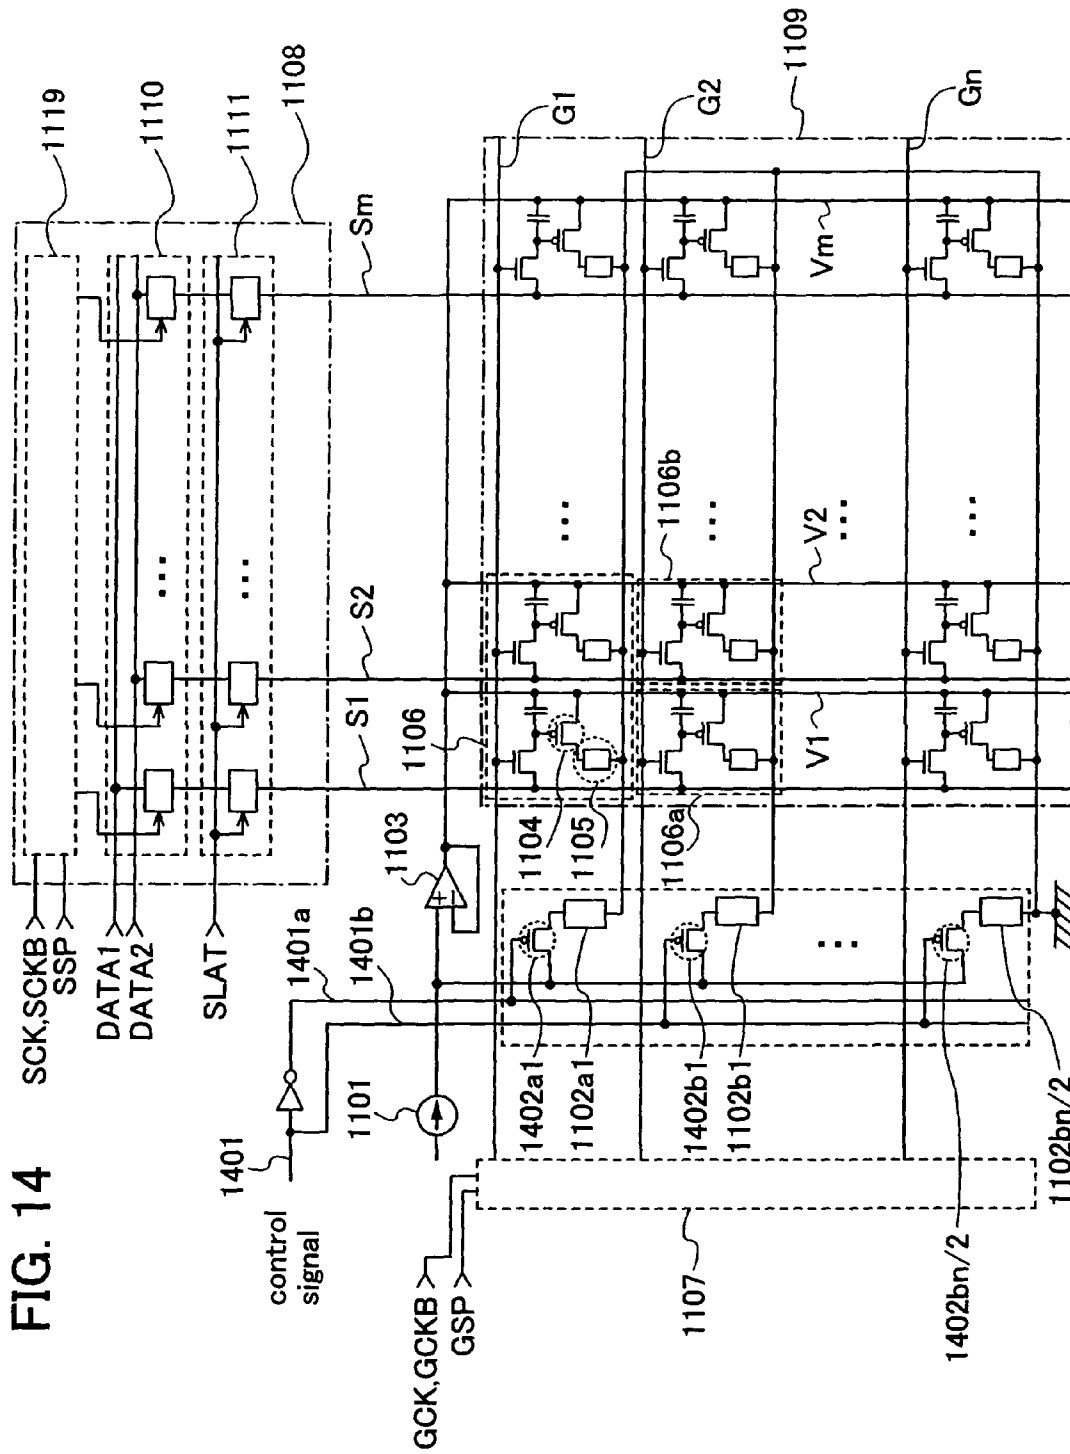 FIG. 14
SCK,SCKB
SSP
DATA1
DATA2
SLAT
1119
1110
1111
1108
1401
control
signal
1401a
1401b
1101
1103
S1
S2
Sm
GCK,GCKB
GSP
1107
1106
1104
1105
1106a
1106b
1109
G1
G2
Gn
V1
V2
Vm
1402a1
1102a1
1402b1
1102b1
1402bn/2
1102bn/2